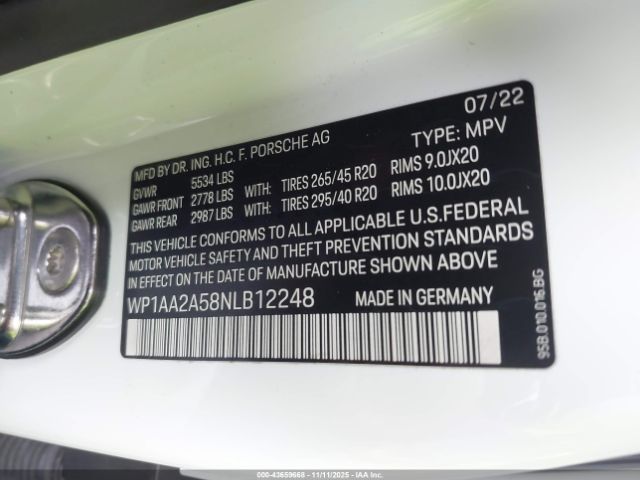 07/22
MFD BY DR. ING. H.C. F. PORSCHE AG TYPE: MPV
GVWR 5534 LBS
GAWR FRONT 2778 LBS WITH: TIRES 265/45 R20 RIMS 9.0JX20
GAWR REAR 2987 LBS WITH: TIRES 295/40 R20 RIMS 10.0JX20
THIS VEHICLE CONFORMS TO ALL APPLICABLE U.S.FEDERAL
MOTOR VEHICLE SAFETY AND THEFT PREVENTION STANDARDS
IN EFFECT ON THE DATE OF MANUFACTURE SHOWN ABOVE
WP1AA2A58NLB12248 MADE IN GERMANY
95B.010.016.BG
000-43659668 - 11/11/2025 - IAAI.com